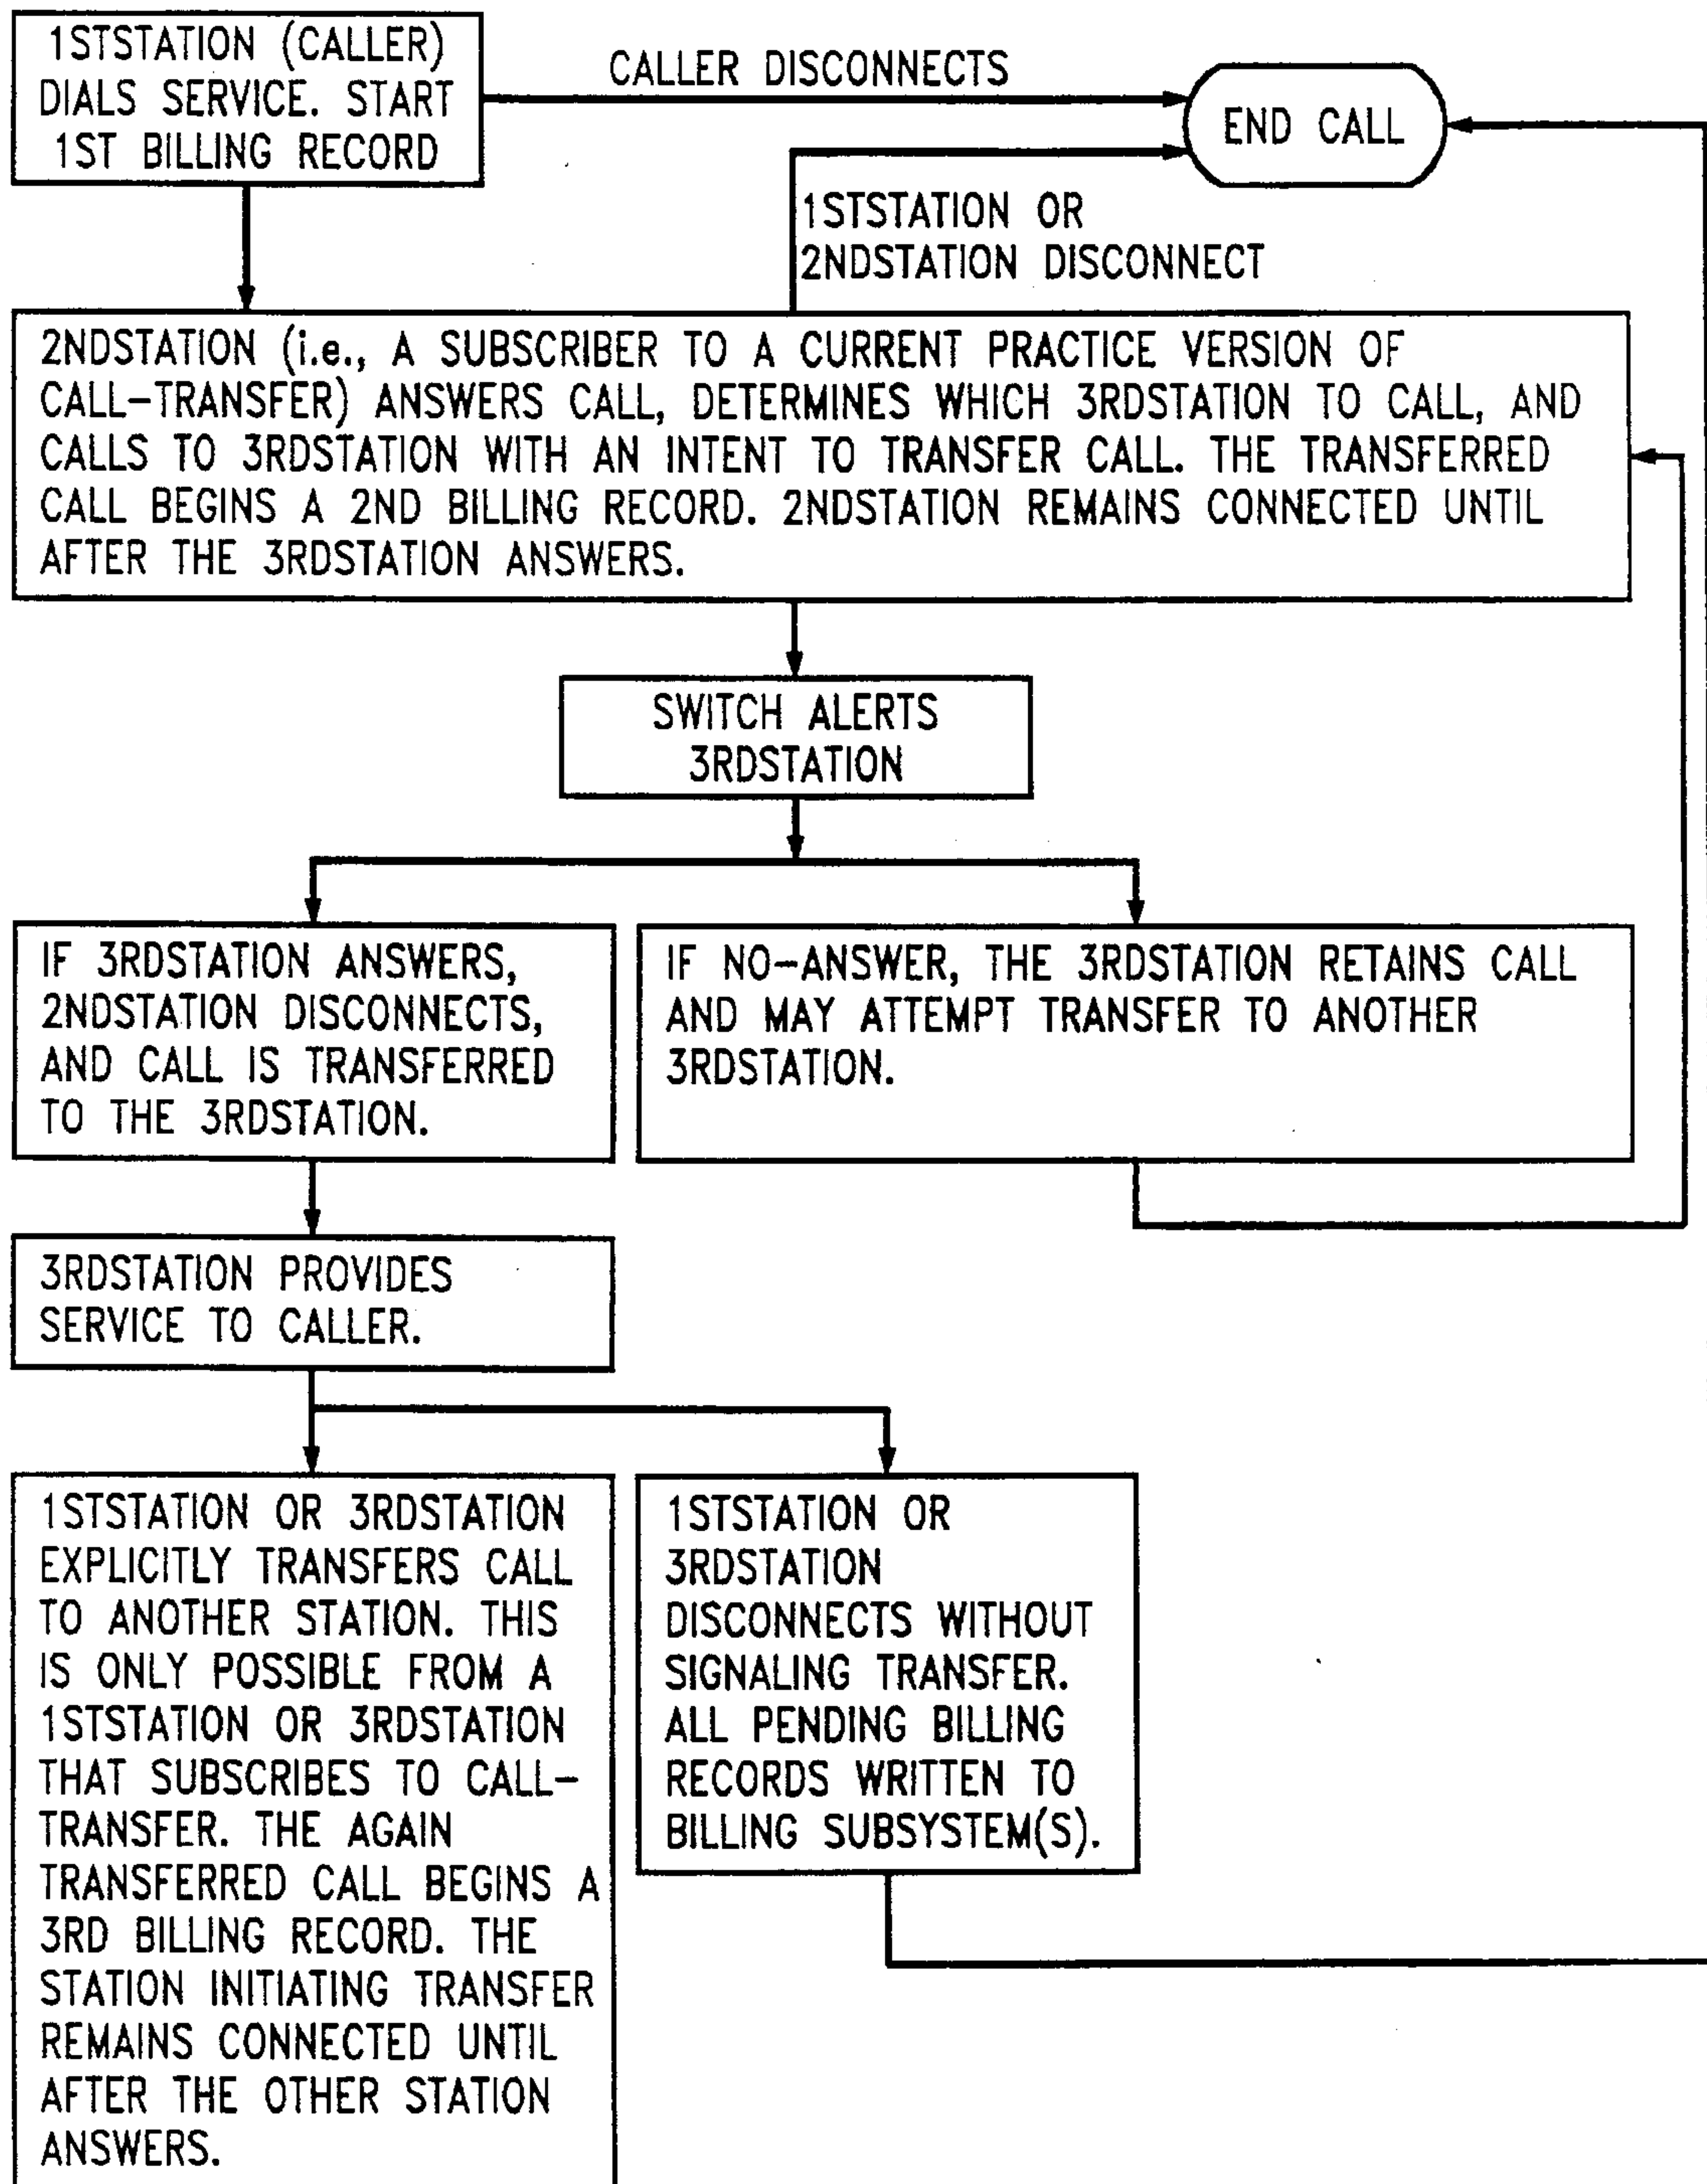 1STSTATION (CALLER)
DIALS SERVICE. START
1ST BILLING RECORD
CALLER DISCONNECTS
END CALL
1STSTATION OR
2NDSTATION DISCONNECT
2NDSTATION (i.e., A SUBSCRIBER TO A CURRENT PRACTICE VERSION OF
CALL-TRANSFER) ANSWERS CALL, DETERMINES WHICH 3RDSTATION TO CALL, AND
CALLS TO 3RDSTATION WITH AN INTENT TO TRANSFER CALL. THE TRANSFERRED
CALL BEGINS A 2ND BILLING RECORD. 2NDSTATION REMAINS CONNECTED UNTIL
AFTER THE 3RDSTATION ANSWERS.
SWITCH ALERTS
3RDSTATION
IF 3RDSTATION ANSWERS,
2NDSTATION DISCONNECTS,
AND CALL IS TRANSFERRED
TO THE 3RDSTATION.
IF NO-ANSWER, THE 3RDSTATION RETAINS CALL
AND MAY ATTEMPT TRANSFER TO ANOTHER
3RDSTATION.
3RDSTATION PROVIDES
SERVICE TO CALLER.
1STSTATION OR 3RDSTATION
EXPLICITLY TRANSFERS CALL
TO ANOTHER STATION. THIS
IS ONLY POSSIBLE FROM A
1STSTATION OR 3RDSTATION
THAT SUBSCRIBES TO CALL-
TRANSFER. THE AGAIN
TRANSFERRED CALL BEGINS A
3RD BILLING RECORD. THE
STATION INITIATING TRANSFER
REMAINS CONNECTED UNTIL
AFTER THE OTHER STATION
ANSWERS.
1STSTATION OR
3RDSTATION
DISCONNECTS WITHOUT
SIGNALING TRANSFER.
ALL PENDING BILLING
RECORDS WRITTEN TO
BILLING SUBSYSTEM(S).